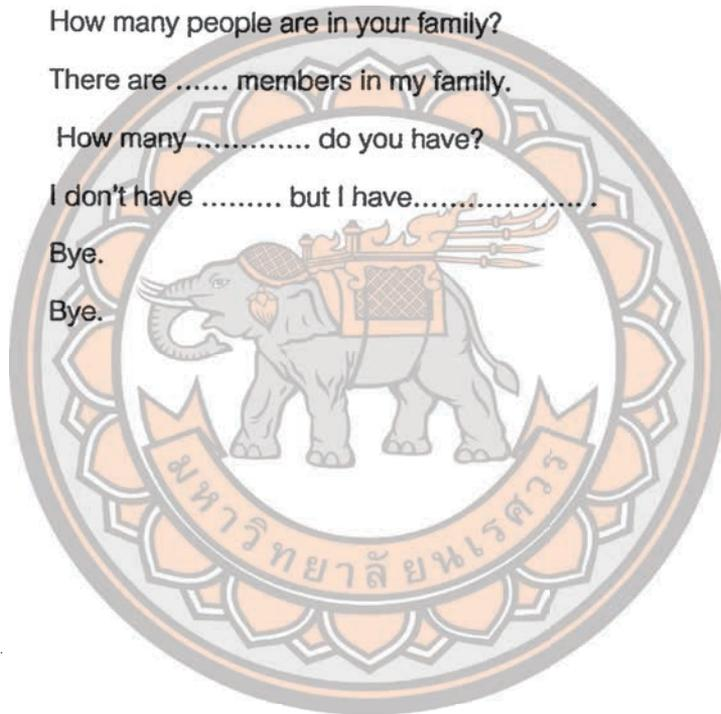 How many people are in your family?
There are ...... members in my family.
How many ............. do you have?
I don't have ......... but I have................... .
Bye.
Bye.
มหาวิทยาลัยนเรศวร